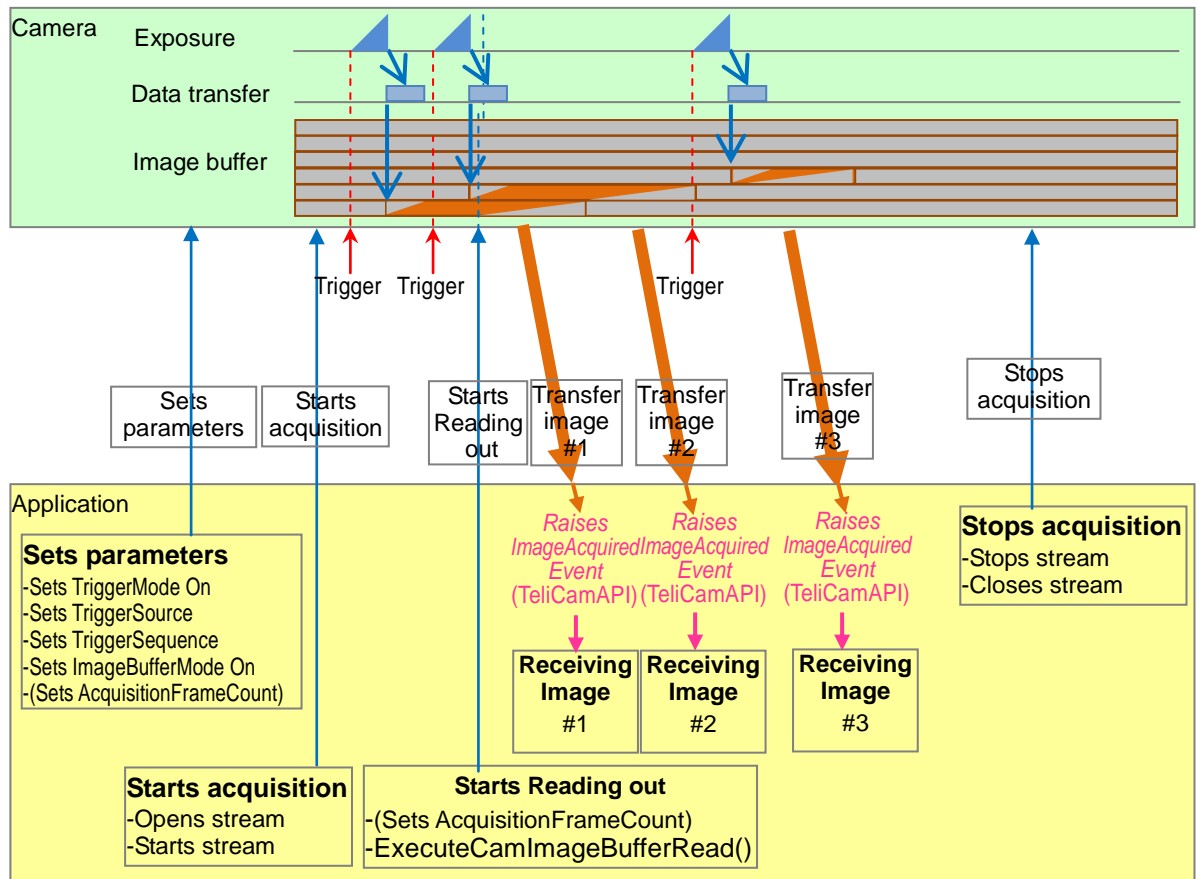 Camera
Exposure
Data transfer
Image buffer
Trigger
Trigger
Trigger
Sets
parameters
Starts
acquisition
Starts
Reading
out
Transfer
image
#1
Transfer
image
#2
Transfer
image
#3
Stops
acquisition
Application
Sets parameters
-Sets TriggerMode On
-Sets TriggerSource
-Sets TriggerSequence
-Sets ImageBufferMode On
-(Sets AcquisitionFrameCount)
Raises
ImageAcquired
Event
(TeliCamAPI)
Raises
ImageAcquired
Event
(TeliCamAPI)
Raises
ImageAcquired
Event
(TeliCamAPI)
Stops acquisition
-Stops stream
-Closes stream
Receiving
Image
#1
Receiving
Image
#2
Receiving
Image
#3
Starts acquisition
-Opens stream
-Starts stream
Starts Reading out
-(Sets AcquisitionFrameCount)
-ExecuteCamImageBufferRead()